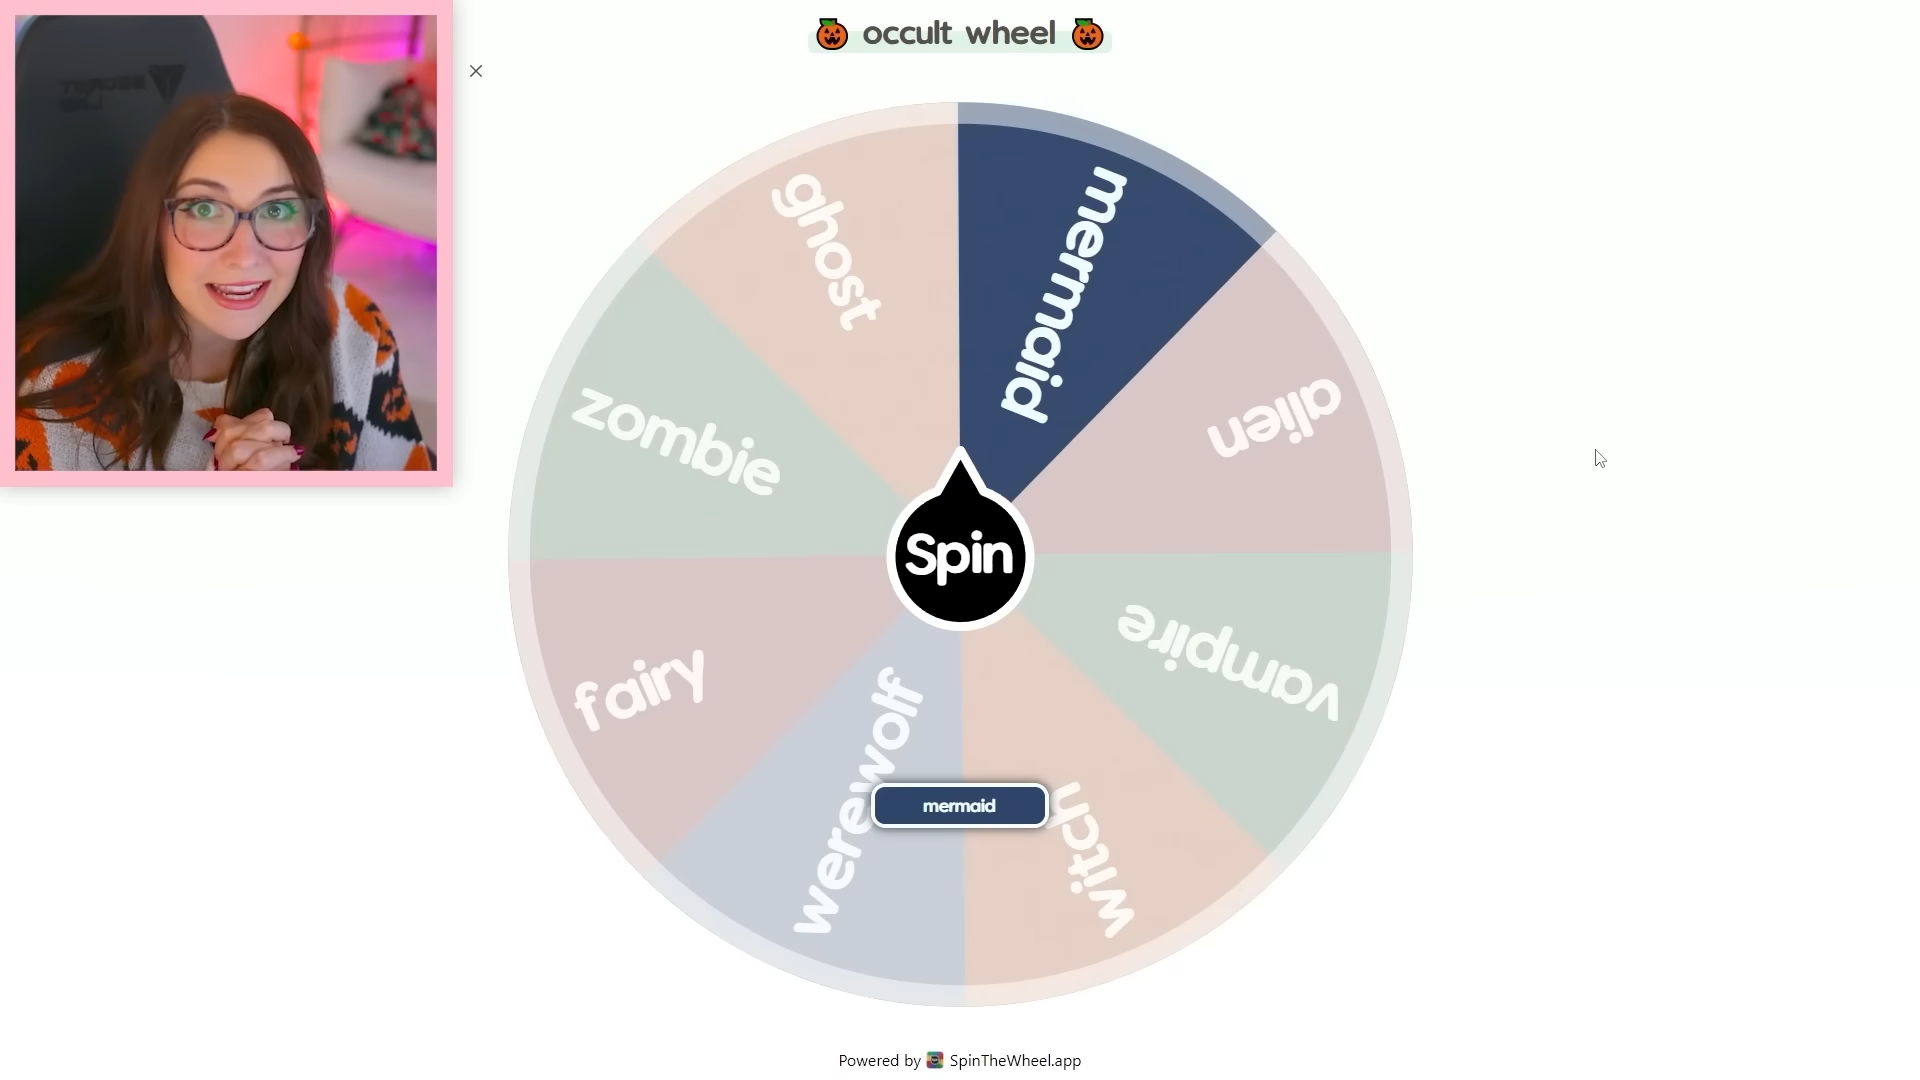 occult wheel
ghost
mermaid
alien
zombie
Spin
vampire
fairy
werewolf
witch
mermaid
Powered by SpinTheWheel.app